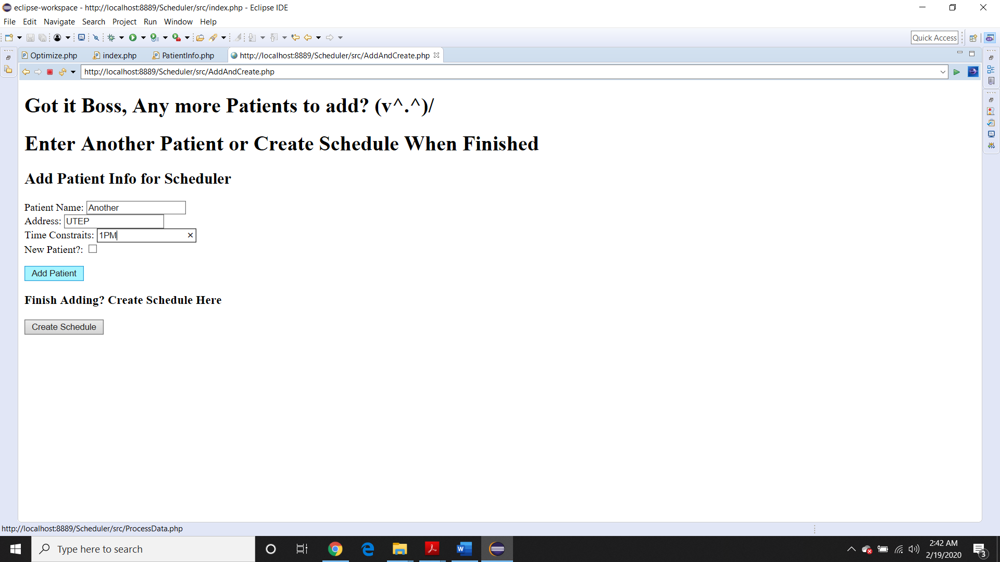 eclipse-workspace - http://localhost:8889/Scheduler/src/index.php - Eclipse IDE
File Edit Navigate Search Project Run Window Help
Quick Access
Optimize.php index.php PatientInfo.php http://localhost:8889/Scheduler/src/AddAndCreate.php
http://localhost:8889/Scheduler/src/AddAndCreate.php
Got it Boss, Any more Patients to add? (v^.^)/
Enter Another Patient or Create Schedule When Finished
Add Patient Info for Scheduler
Patient Name: Another
Address: UTEP
Time Constraits: 1PM
New Patient?:
Add Patient
Finish Adding? Create Schedule Here
Create Schedule
http://localhost:8889/Scheduler/src/ProcessData.php
Type here to search
2:42 AM
2/19/2020
3